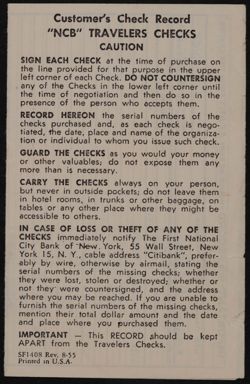 Customer's Check Record
"NCB" TRAVELERS CHECKS
CAUTION
SIGN EACH CHECK at the time of purchase on
the line provided for that purpose in the upper
left corner of each Check. DO NOT COUNTERSIGN
any of the Checks in the lower left corner until
the time of negotiation and then do so in the
presence of the person who accepts them.
RECORD HEREON the serial numbers of the
checks purchased and, as each check is nego-
tiated, the date, place and name of the organiza-
tion or individual to whom you issue such check.
GUARD THE CHECKS as you would your money
or other valuables; do not expose them any
more than is necessary.
CARRY THE CHECKS always on your person,
but never in outside pockets; do not leave them
in hotel rooms, in trunks or other baggage, on
tables or any other place where they might be
accessible to others.
IN CASE OF LOSS OR THEFT OF ANY OF THE
CHECKS immediately notify The First National
City Bank of New York, 55 Wall Street, New
York 15, N. Y., cable address "Citibank", prefer-
ably by wire, otherwise by airmail, stating the
serial numbers of the missing checks; whether
they were lost, stolen or destroyed; whether or
not they were countersigned, and the address
where you may be reached. If you are unable to
furnish the serial numbers of the missing checks,
mention their total dollar amount and the date
and place where you purchased them.
IMPORTANT — This RECORD should be kept
APART from the Travelers Checks.
SF1408 Rev. 8-55
Printed in U.S.A.